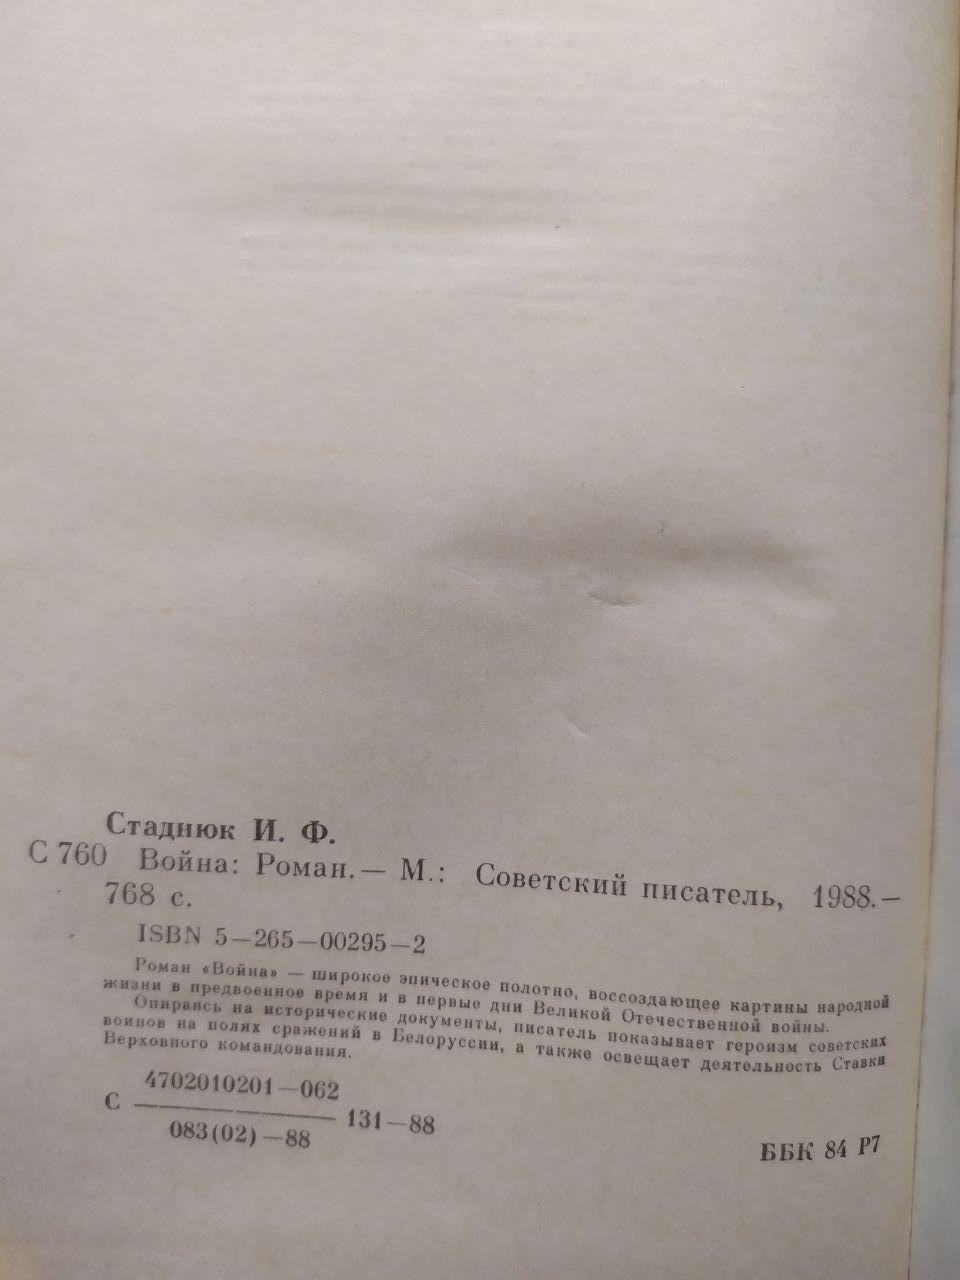 Стаднюк И. Ф.
С 760 Война: Роман.— М.: Советский писатель, 1988.—
768 с.
ISBN 5—265—00295—2
Роман «Война» — широкое эпическое полотно, воссоздающее картины народной
жизни в предвоенное время и в первые дни Великой Отечественной войны.
Опираясь на исторические документы, писатель показывает героизм советских
воинов на полях сражений в Белоруссии, а также освещает деятельность Ставки
Верховного командования.
4702010201—062
С ———————— 131—88
083(02)—88
ББК 84 Р7